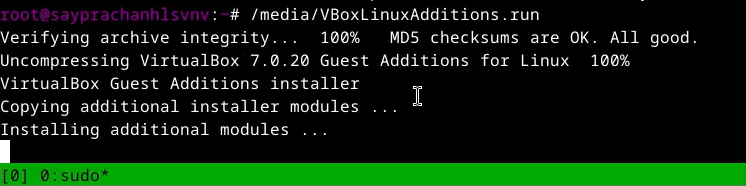 root@sayprachanhlsvnv:~# /media/VBoxLinuxAdditions.run
Verifying archive integrity...  100%   MD5 checksums are OK. All good.
Uncompressing VirtualBox 7.0.20 Guest Additions for Linux  100%
VirtualBox Guest Additions installer
Copying additional installer modules ...
Installing additional modules ...
[0] 0:sudo*